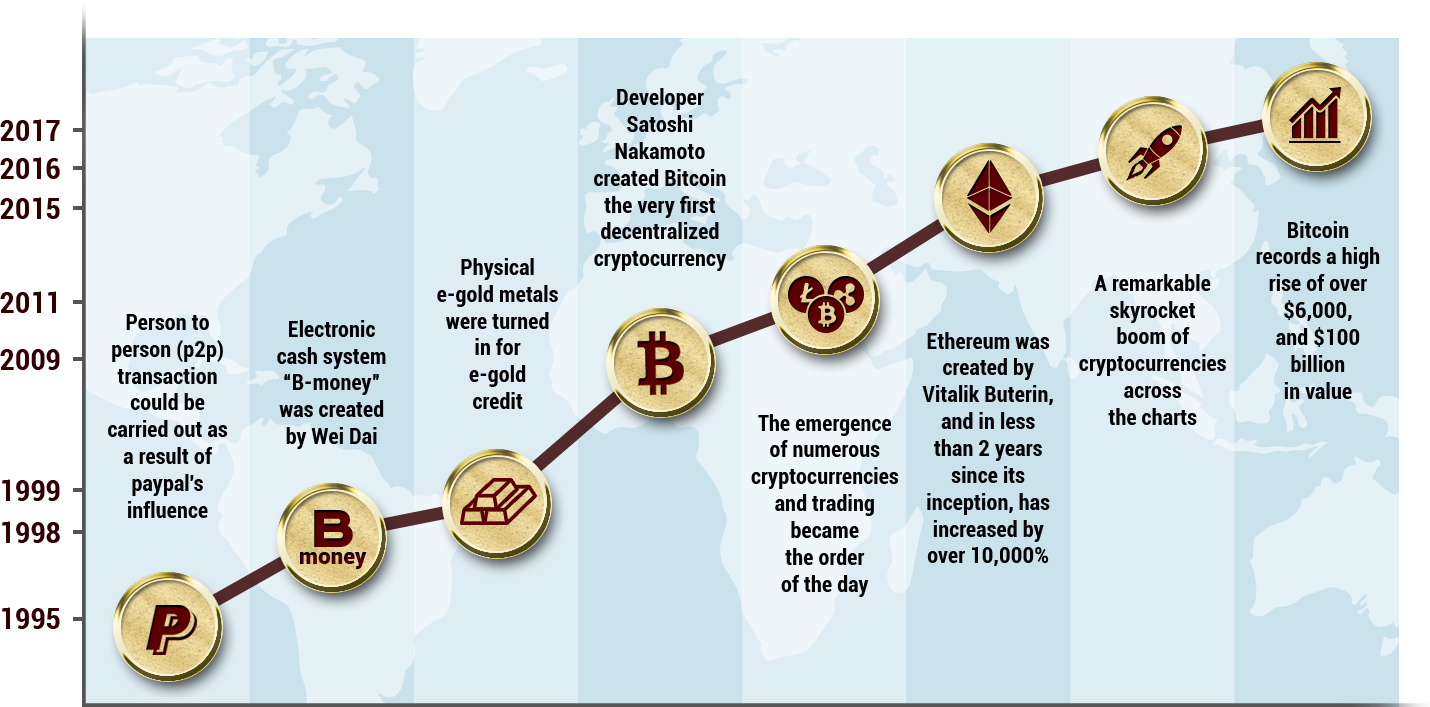 2017
2016
2015
2011
2009
1999
1998
1995
Person to
person (p2p)
transaction
could be
carried out as
a result of
paypal's
influence
Electronic
cash system
“B-money”
was created
by Wei Dai
B
money
Physical
e-gold metals
were turned
in for
e-gold
credit
Developer
Satoshi
Nakamoto
created Bitcoin
the very first
decentralized
cryptocurrency
The emergence
of numerous
cryptocurrencies
and trading
became
the order
of the day
Ethereum was
created by
Vitalik Buterin,
and in less
than 2 years
since its
inception, has
increased by
over 10,000%
A remarkable
skyrocket
boom of
cryptocurrencies
across
the charts
Bitcoin
records a high
rise of over
$6,000,
and $100
billion
in value